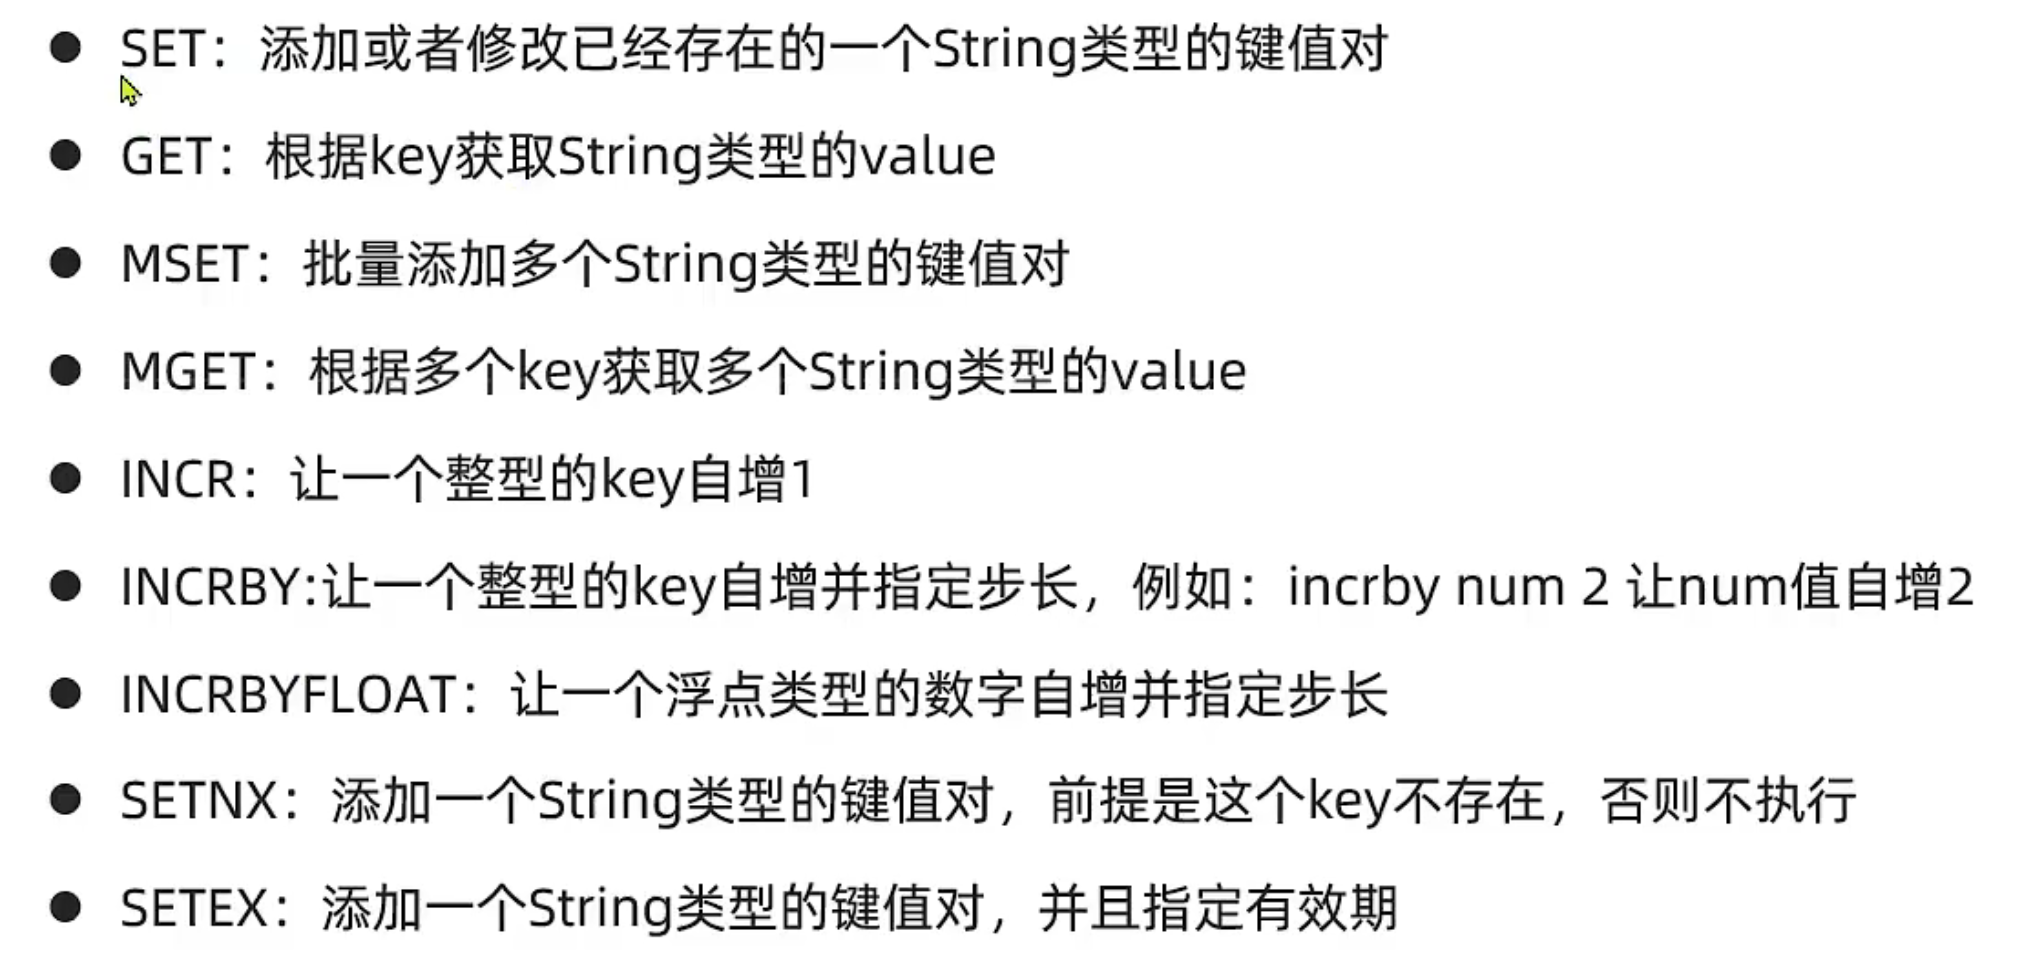 ● SET：添加或者修改已经存在的一个String类型的键值对
● GET：根据key获取String类型的value
● MSET：批量添加多个String类型的键值对
● MGET：根据多个key获取多个String类型的value
● INCR：让一个整型的key自增1
● INCRBY:让一个整型的key自增并指定步长，例如：incrby num 2 让num值自增2
● INCRBYFLOAT：让一个浮点类型的数字自增并指定步长
● SETNX：添加一个String类型的键值对，前提是这个key不存在，否则不执行
● SETEX：添加一个String类型的键值对，并且指定有效期